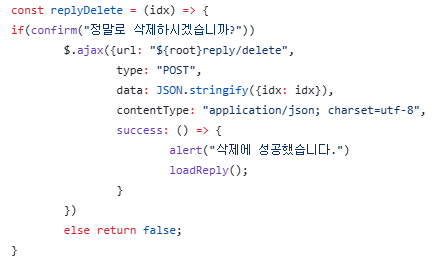 const replyDelete = (idx) => {
if(confirm("정말로 삭제하시겠습니까?"))
        $.ajax({url: "${root}reply/delete",
                type: "POST",
                data: JSON.stringify({idx: idx}),
                contentType: "application/json; charset=utf-8",
                success: () => {
                        alert("삭제에 성공했습니다.")
                        loadReply();
                }
        })
        else return false;
}